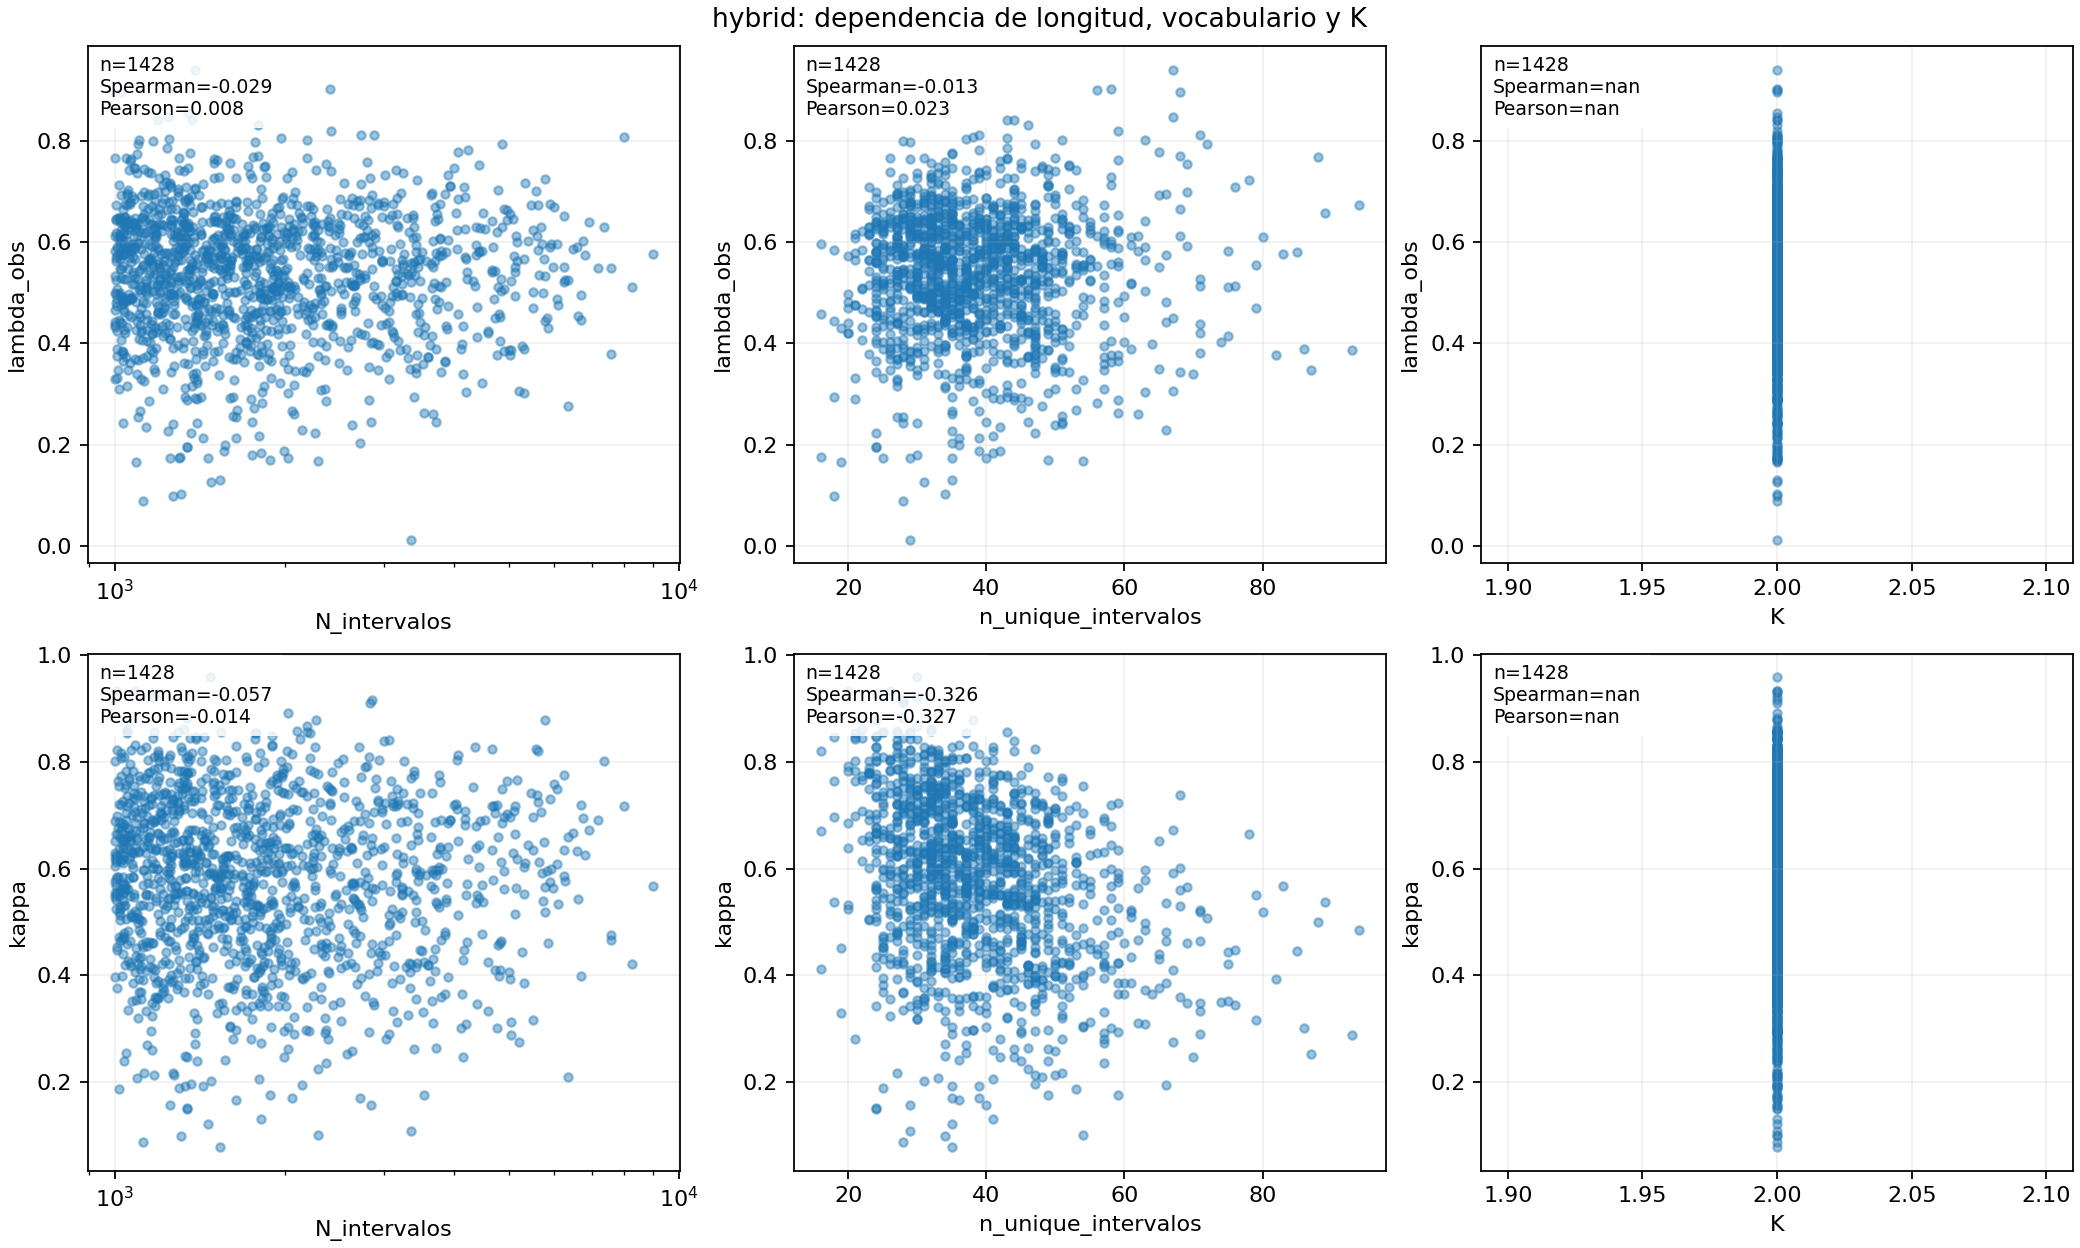 hybrid: dependencia de longitud, vocabulario y K
n=1428
Spearman=-0.029
Pearson=0.008
lambda_obs
0.8
0.6
0.4
0.2
0.0
10³
10⁴
N_intervalos
n=1428
Spearman=-0.013
Pearson=0.023
lambda_obs
0.8
0.6
0.4
0.2
0.0
20
40
60
80
n_unique_intervalos
n=1428
Spearman=nan
Pearson=nan
lambda_obs
0.8
0.6
0.4
0.2
0.0
1.90
1.95
2.00
2.05
2.10
K
n=1428
Spearman=-0.057
Pearson=-0.014
kappa
1.0
0.8
0.6
0.4
0.2
10³
10⁴
N_intervalos
n=1428
Spearman=-0.326
Pearson=-0.327
kappa
1.0
0.8
0.6
0.4
0.2
20
40
60
80
n_unique_intervalos
n=1428
Spearman=nan
Pearson=nan
kappa
1.0
0.8
0.6
0.4
0.2
1.90
1.95
2.00
2.05
2.10
K